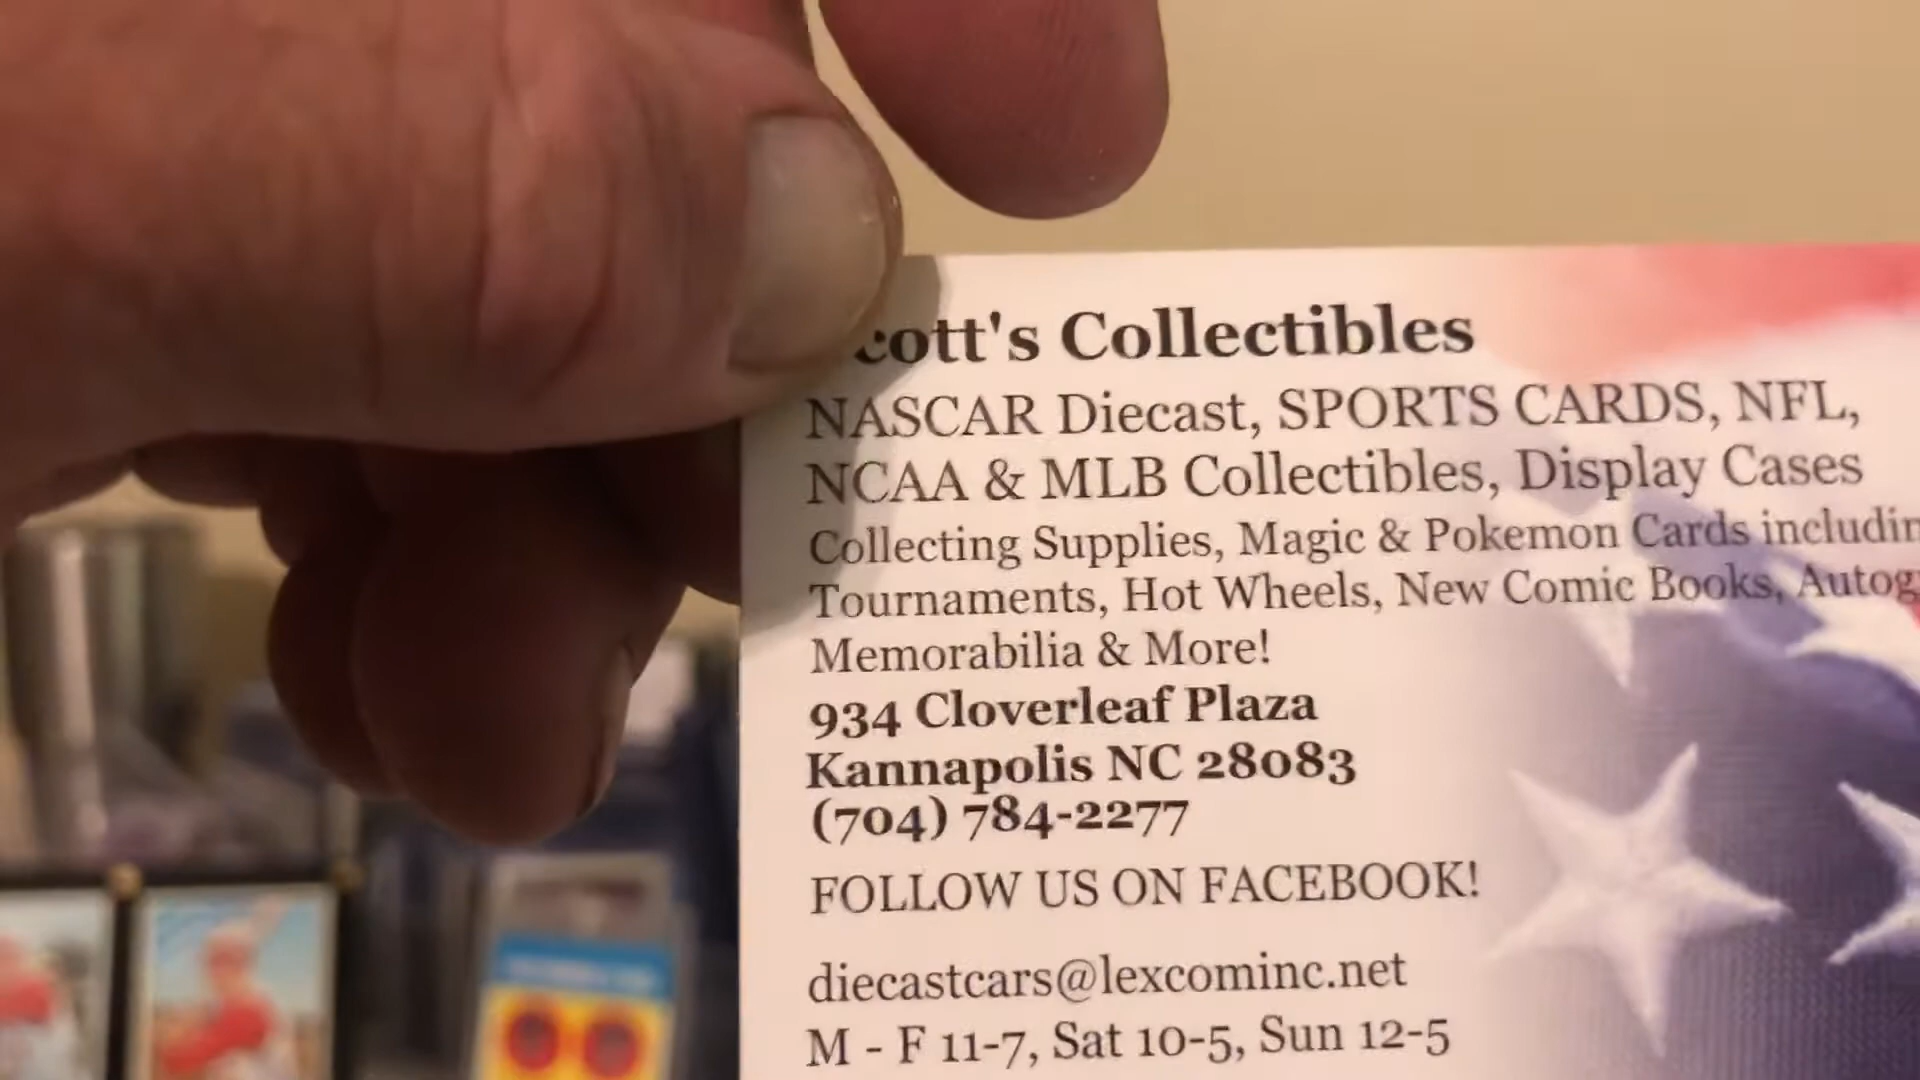 cott's Collectibles
NASCAR Diecast, SPORTS CARDS, NFL,
NCAA & MLB Collectibles, Display Cases
Collecting Supplies, Magic & Pokemon Cards includin
Tournaments, Hot Wheels, New Comic Books, Autog
Memorabilia & More!
934 Cloverleaf Plaza
Kannapolis NC 28083
(704) 784-2277
FOLLOW US ON FACEBOOK!
diecastcars@lexcominc.net
M - F 11-7, Sat 10-5, Sun 12-5